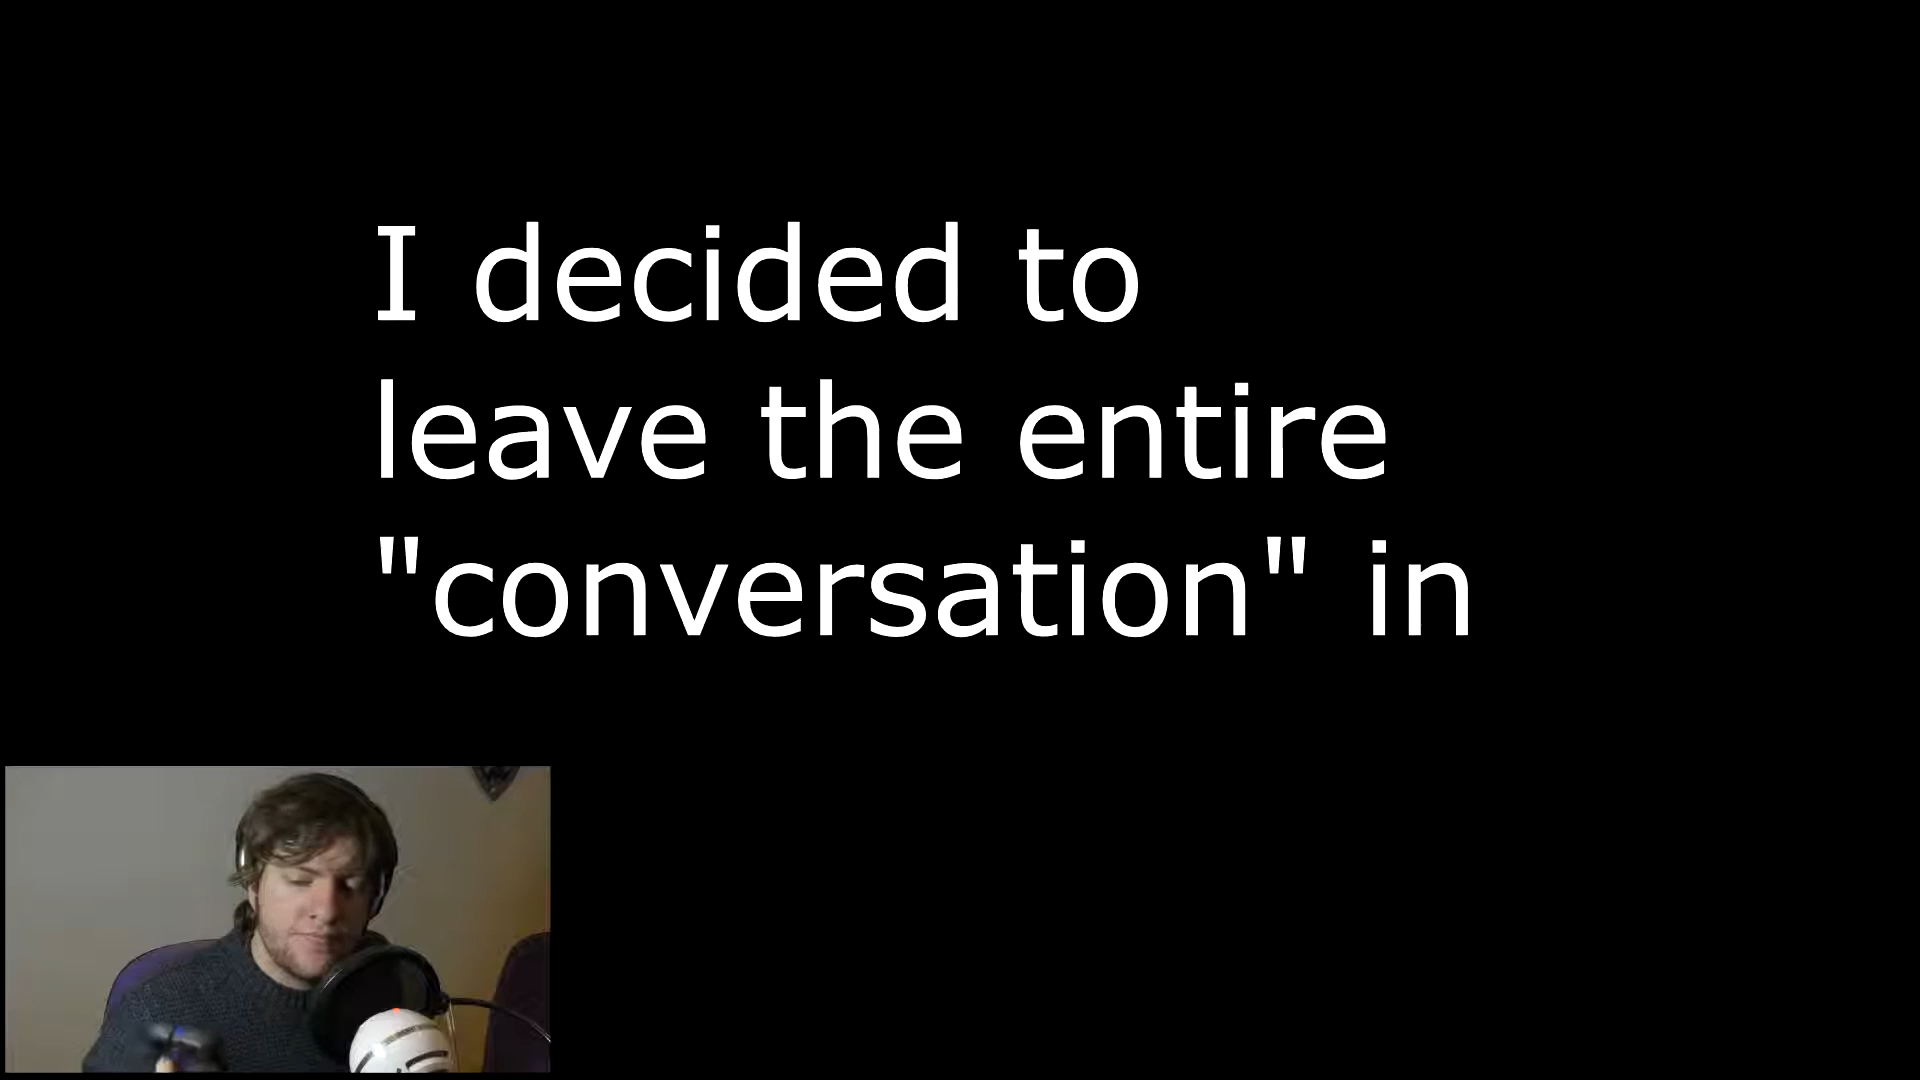 I decided to
leave the entire
"conversation" in